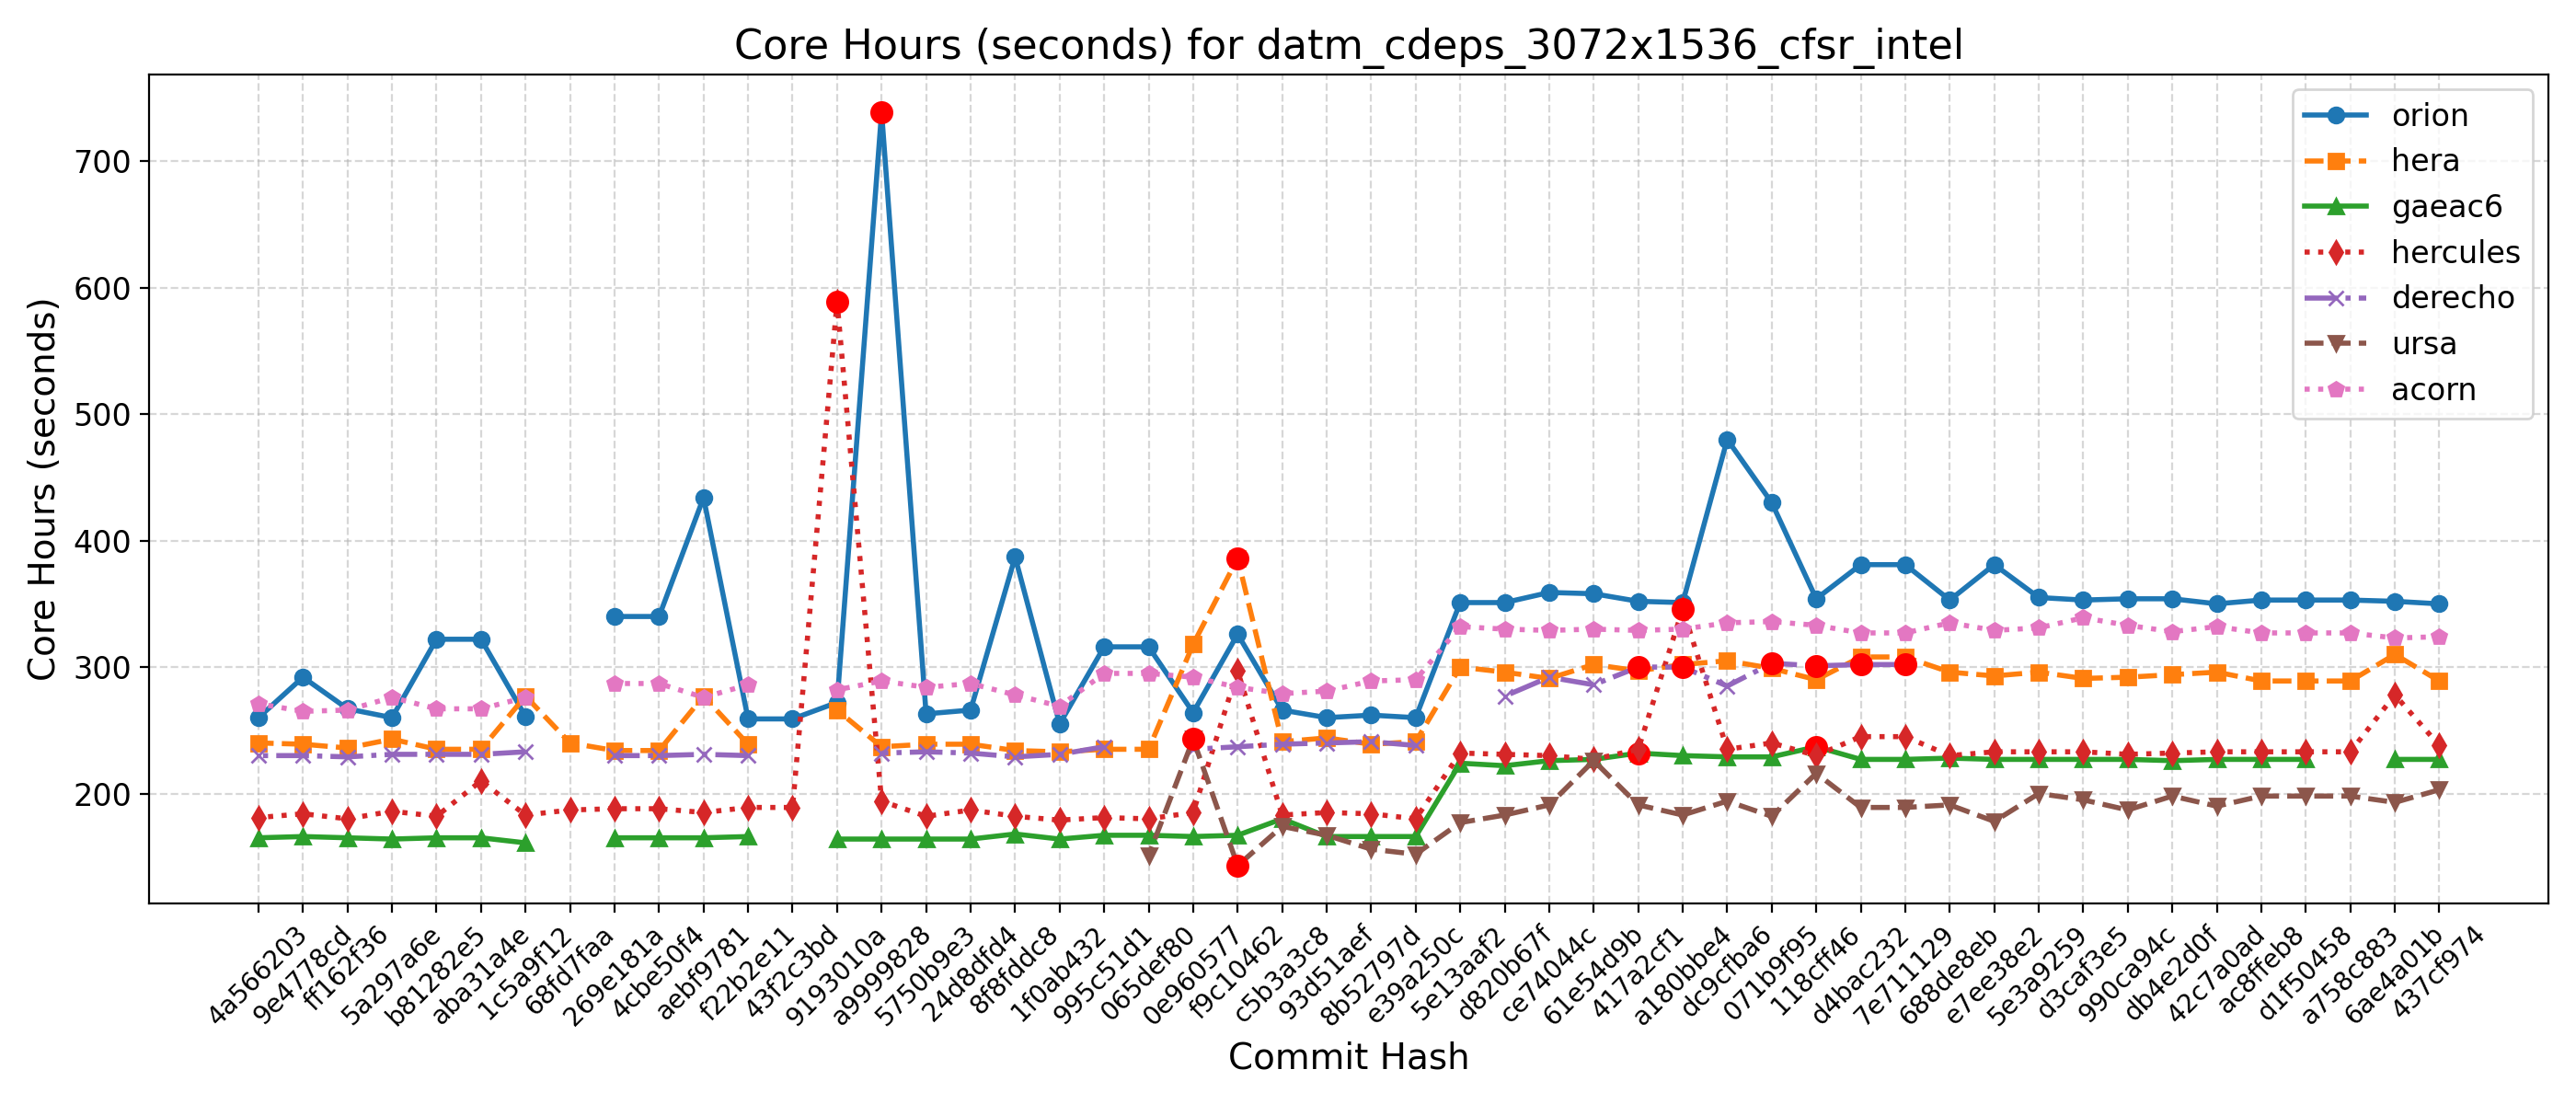 Core Hours (seconds) for datm_cdeps_3072x1536_cfsr_intel
Core Hours (seconds)
700
600
500
400
300
200
orion
hera
gaeac6
hercules
derecho
ursa
acorn
4a566203
9e4778cd
ff162f36
5a297a6e
b81282e5
aba31a4e
1c5a9f12
68fd7faa
269e181a
4cbe50f4
aebf9781
f22b2e11
43f2c3bd
9193010a
a9999828
5750b9e3
24d8dfd4
8f8fddc8
1f0ab432
995c51d1
065def80
0e960577
f9c10462
c5b3a3c8
93d51aef
8b52797d
e39a250c
5e13aaf2
d820b67f
ce74044c
61e54d9b
417a2cf1
a180bbe4
dc9cfba6
071b9f95
118cff46
d4bac232
7e711129
688de8eb
e7ee38e2
5e3a9259
d3caf3e5
990ca94c
db4e2d0f
42c7a0ad
ac8ffeb8
d1f50458
a758c883
6ae4a01b
437cf974
Commit Hash